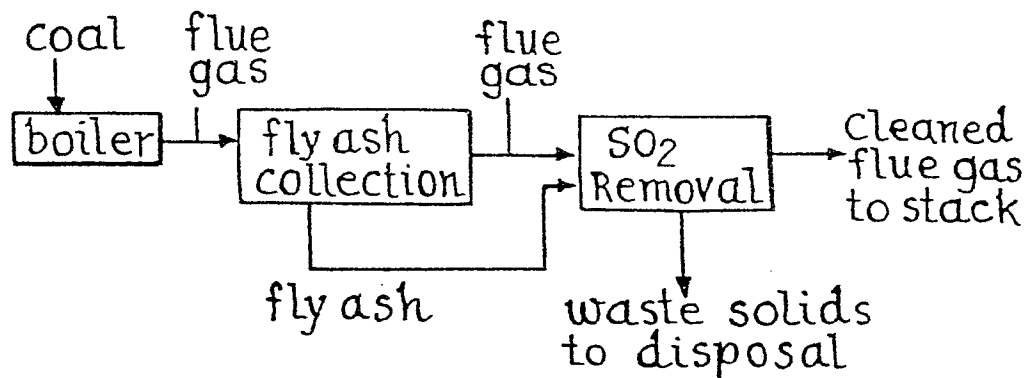 coal
flue
gas
flue
gas
boiler
fly ash
collection
SO2
Removal
Cleaned
flue gas
to stack
fly ash
waste solids
to disposal